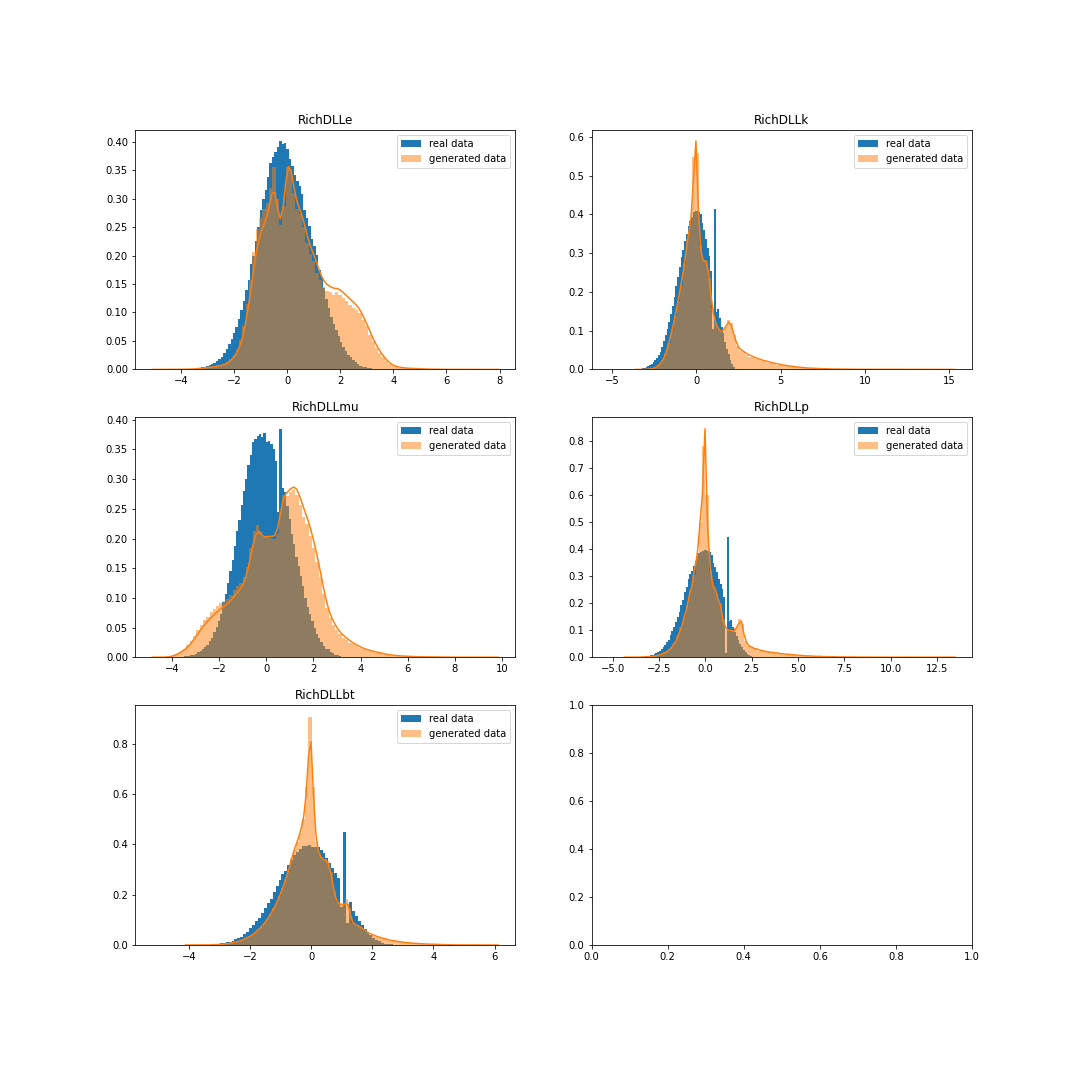 RichDLLe
real data
generated data
0.40
0.35
0.30
0.25
0.20
0.15
0.10
0.05
0.00
−4 −2 0 2 4 6 8
RichDLLk
real data
generated data
0.6
0.5
0.4
0.3
0.2
0.1
0.0
−5 0 5 10 15
RichDLLmu
real data
generated data
0.40
0.35
0.30
0.25
0.20
0.15
0.10
0.05
0.00
−4 −2 0 2 4 6 8 10
RichDLLp
real data
generated data
0.8
0.7
0.6
0.5
0.4
0.3
0.2
0.1
0.0
−5.0 −2.5 0.0 2.5 5.0 7.5 10.0 12.5
RichDLLbt
real data
generated data
0.8
0.6
0.4
0.2
0.0
−4 −2 0 2 4 6
1.0
0.8
0.6
0.4
0.2
0.0
0.0 0.2 0.4 0.6 0.8 1.0